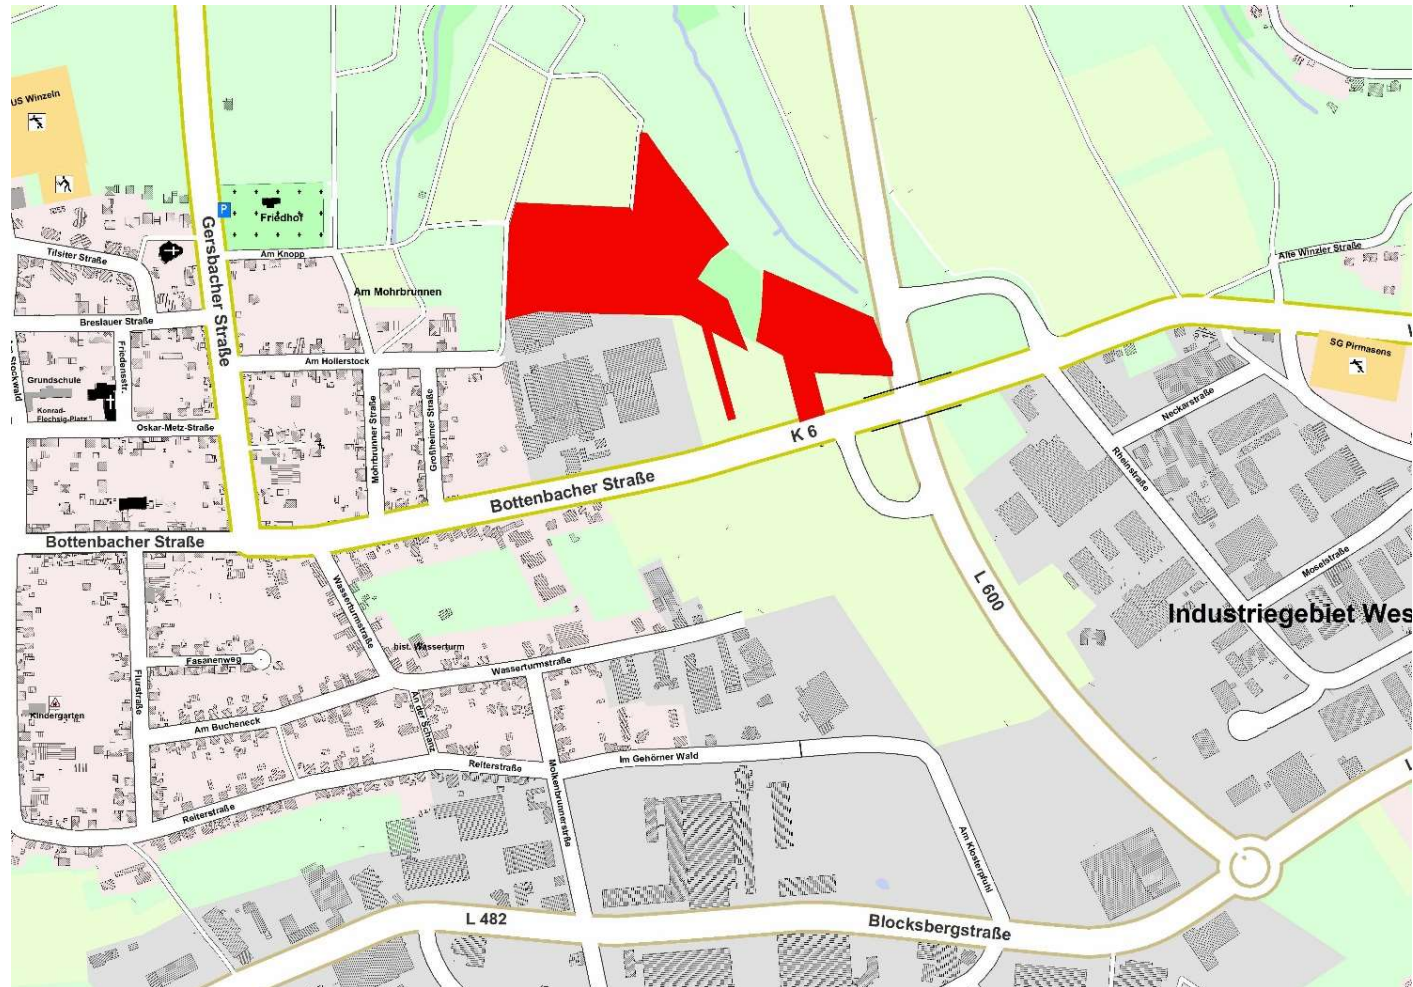 US Winzeln
P
Friedhof
Gersbacher Straße
Am Knopp
Tilsiter Straße
Alte Winzler Straße
Am Mohrbrunnen
Breslauer Straße
Friedensstr.
Am Hollerstock
SG Pirmasens
Stockwald
Grundschule
Konrad-
Flechsig-Platz
Mohrbrunner Straße
Großheimer Straße
Neckarstraße
Oskar-Metz-Straße
K 6
Rheinstraße
Bottenbacher Straße
Bottenbacher Straße
Moselstraße
L 600
Wasserturmstraße
Industriegebiet Wes
hist. Wasserturm
Fasanenweg
Wasserturmstraße
Flurstraße
An der Schanz
Kindergarten
Am Bucheneck
Im Gehörner Wald
Reiterstraße
Molkenbrunnerstraße
Reiterstraße
Am Klosterpfuhl
L 482
Blocksbergstraße